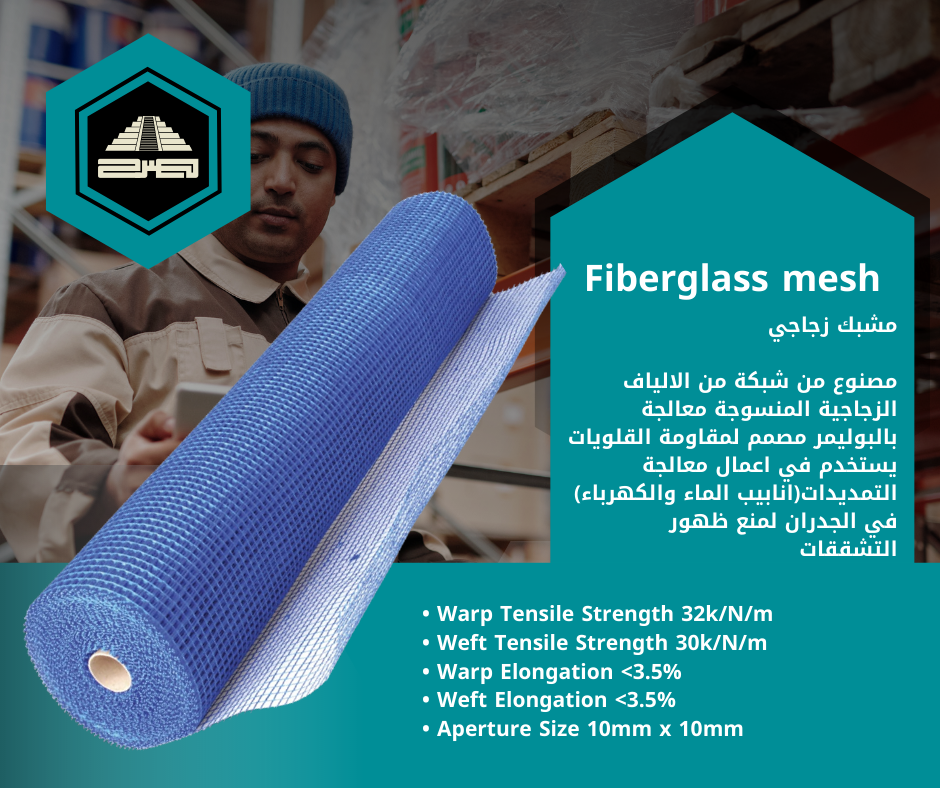 صرح
Fiberglass mesh
مشبك زجاجي
مصنوع من شبكة من الالياف
الزجاجية المنسوجة معالجة
بالبوليمر مصمم لمقاومة القلويات
يستخدم في اعمال معالجة
التمديدات(انابيب الماء والكهرباء)
في الجدران لمنع ظهور
التشققات
• Warp Tensile Strength 32k/N/m
• Weft Tensile Strength 30k/N/m
• Warp Elongation <3.5%
• Weft Elongation <3.5%
• Aperture Size 10mm x 10mm